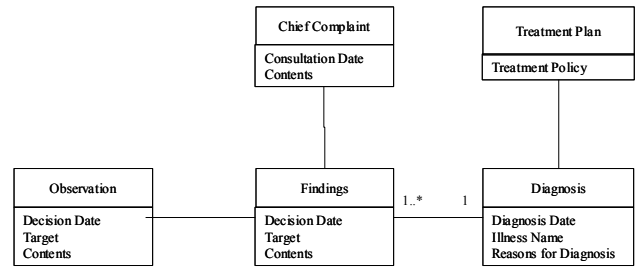 Chief Complaint
Consultation Date
Contents
Treatment Plan
Treatment Policy
Observation
Decision Date
Target
Contents
Findings
Decision Date
Target
Contents
1..*
1
Diagnosis
Diagnosis Date
Illness Name
Reasons for Diagnosis